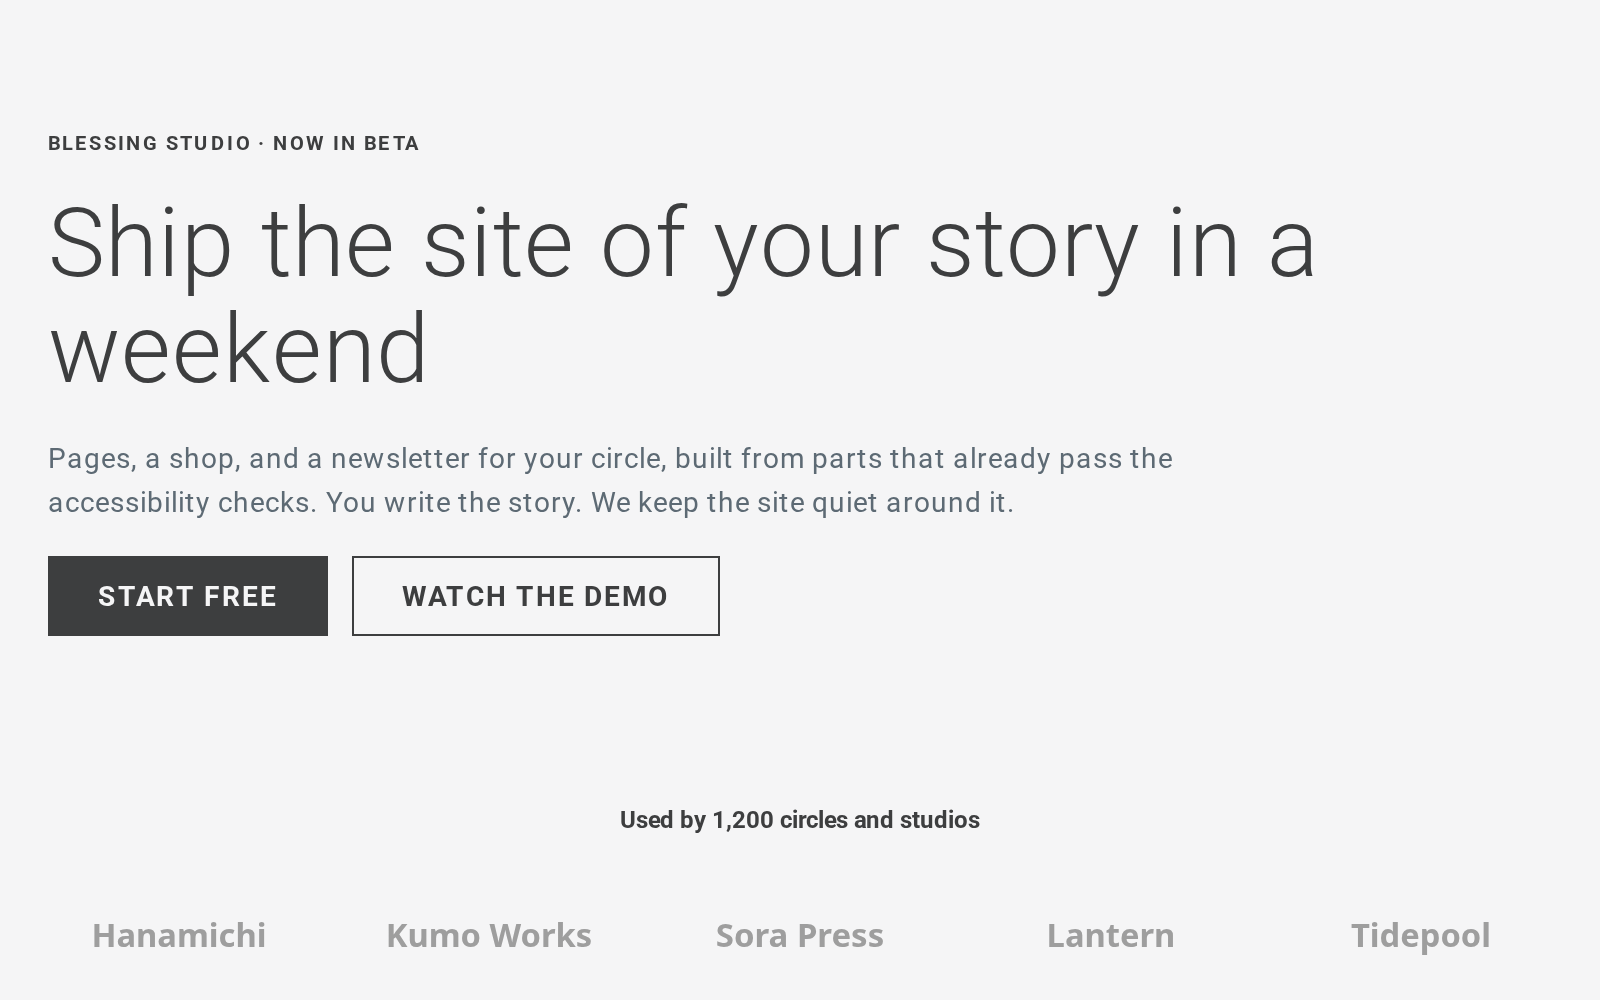 BLESSING STUDIO · NOW IN BETA
Ship the site of your story in a
weekend
Pages, a shop, and a newsletter for your circle, built from parts that already pass the
accessibility checks. You write the story. We keep the site quiet around it.
START FREE
WATCH THE DEMO
Used by 1,200 circles and studios
Hanamichi
Kumo Works
Sora Press
Lantern
Tidepool